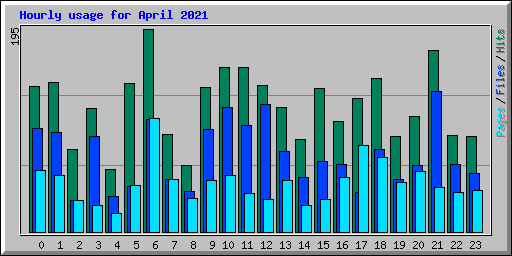 Hourly usage for April 2021
195
Pages/Files/Hits
0 1 2 3 4 5 6 7 8 9 10 11 12 13 14 15 16 17 18 19 20 21 22 23